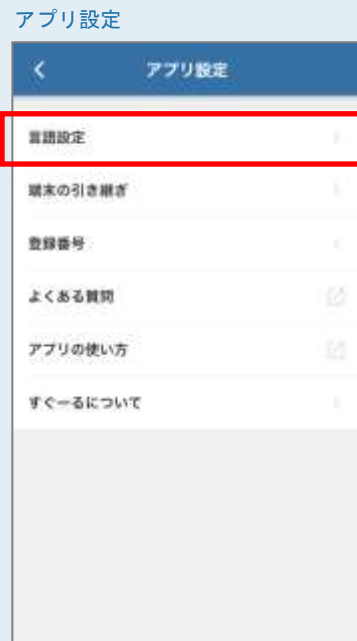 アプリ設定
アプリ設定
言語設定
端末の引き継ぎ
登録番号
よくある質問
アプリの使い方
すぐーるについて